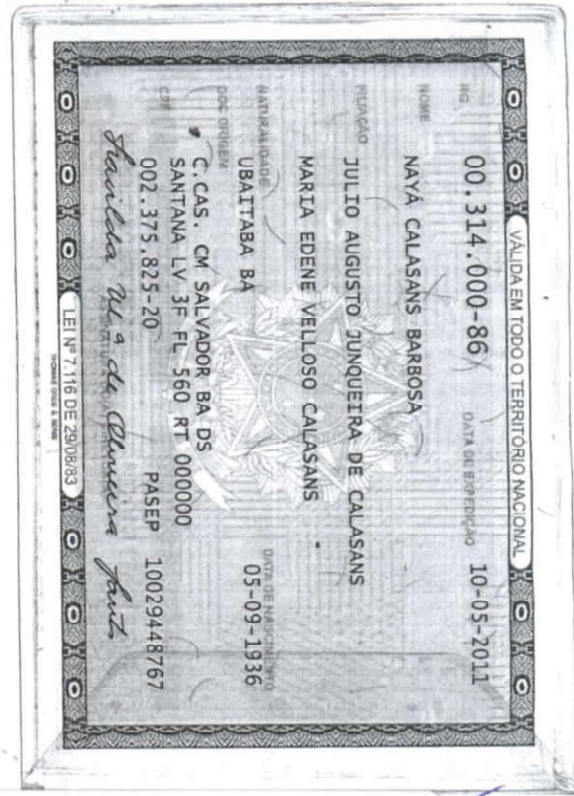 VÁLIDA EM TODO O TERRITÓRIO NACIONAL
RG 00.314.000-86 DATA DE EXPEDIÇÃO 10-05-2011
NOME NAYÁ CALASANS BARBOSA
FILIAÇÃO JULIO AUGUSTO JUNQUEIRA DE CALASANS
MARIA EDENE VELLOSO CALASANS
NATURALIDADE UBAITABA BA DATA DE NASCIMENTO 05-09-1936
DOC ORIGEM C.CAS. CM SALVADOR BA DS
SANTANA LV 3F FL 560 RT 000000
CPF 002.375.825-20 PASEP 10029448767
LEI Nº 7.116 DE 29/08/83